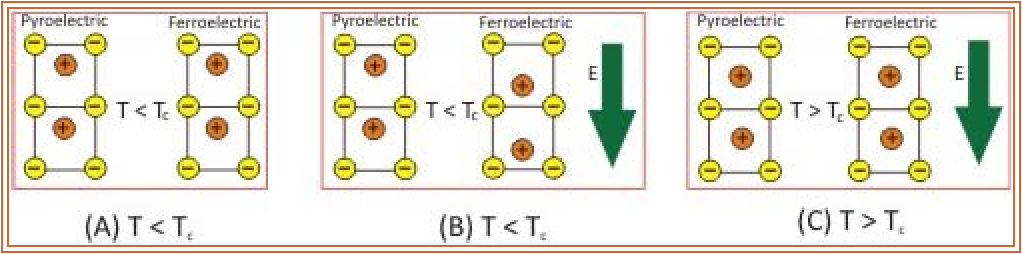 Pyroelectric Ferroelectric
T < Tc
(A) T < Tc
Pyroelectric Ferroelectric
T < Tc
E
(B) T < Tc
Pyroelectric Ferroelectric
T > Tc
E
(C) T > Tc